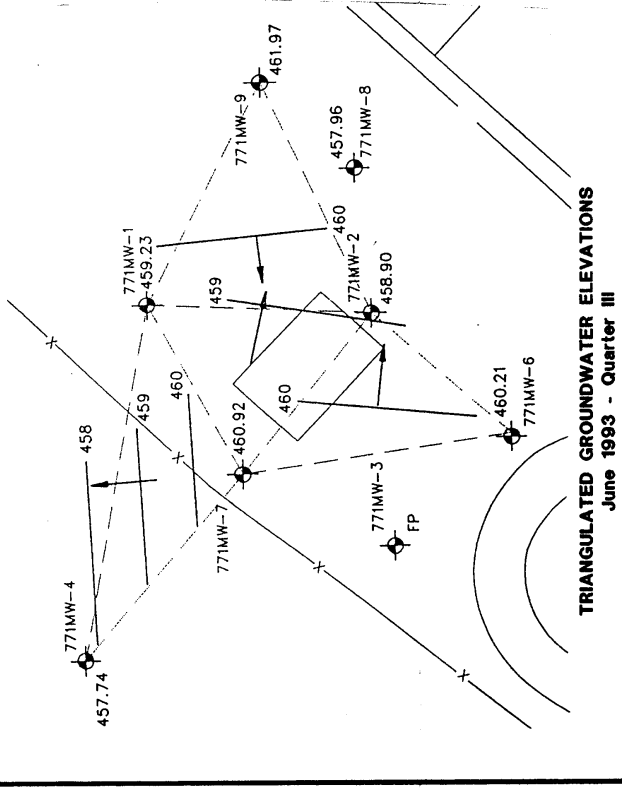 771MW-9
461.97
771MW-1
459.23
457.96
771MW-8
460
459
771MW-2
458.90
458
459
460
771MW-4
457.74
460.92
771MW-7
460
460.21
771MW-6
771MW-3
FP
TRIANGULATED GROUNDWATER ELEVATIONS
June 1993 - Quarter III